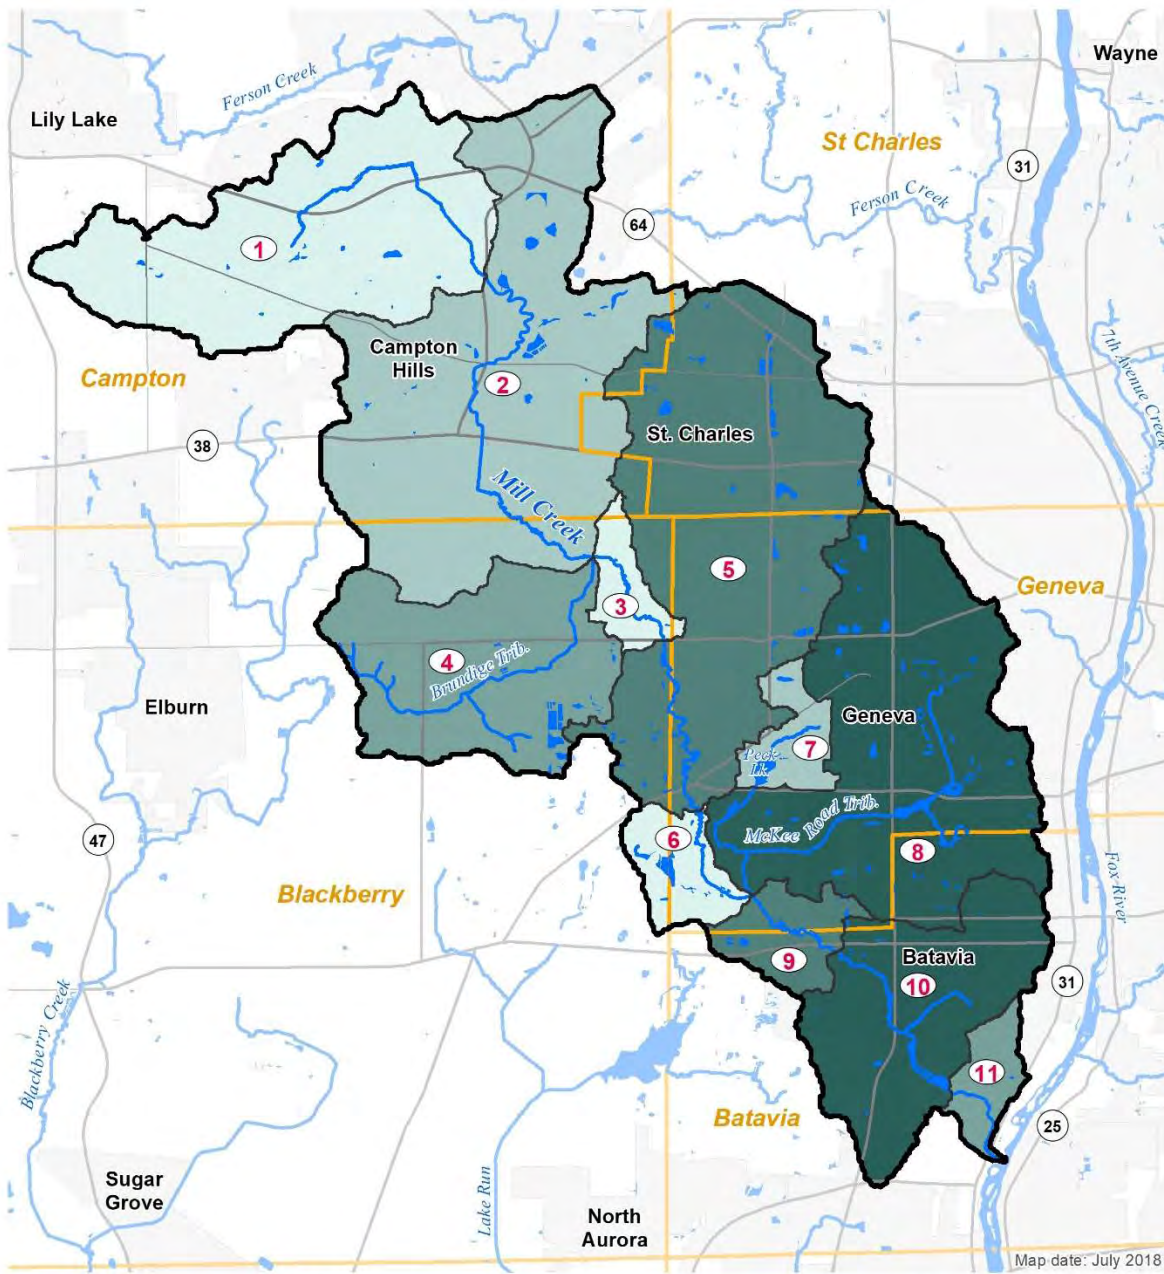 Wayne
Ferson Creek
Lily Lake
St Charles
31
Ferson Creek
64
1
7th Avenue Creek
Campton
Hills
Campton
2
St. Charles
38
Mill Creek
5
Geneva
3
4
Brundige Trib.
Elburn
Geneva
7
Peck
Lk
McKee Road Trib.
47
6
8
Fox River
Blackberry
9
Batavia
10
31
Blackberry Creek
11
Batavia
25
Sugar
Grove
Lake Run
North
Aurora
Map date: July 2018